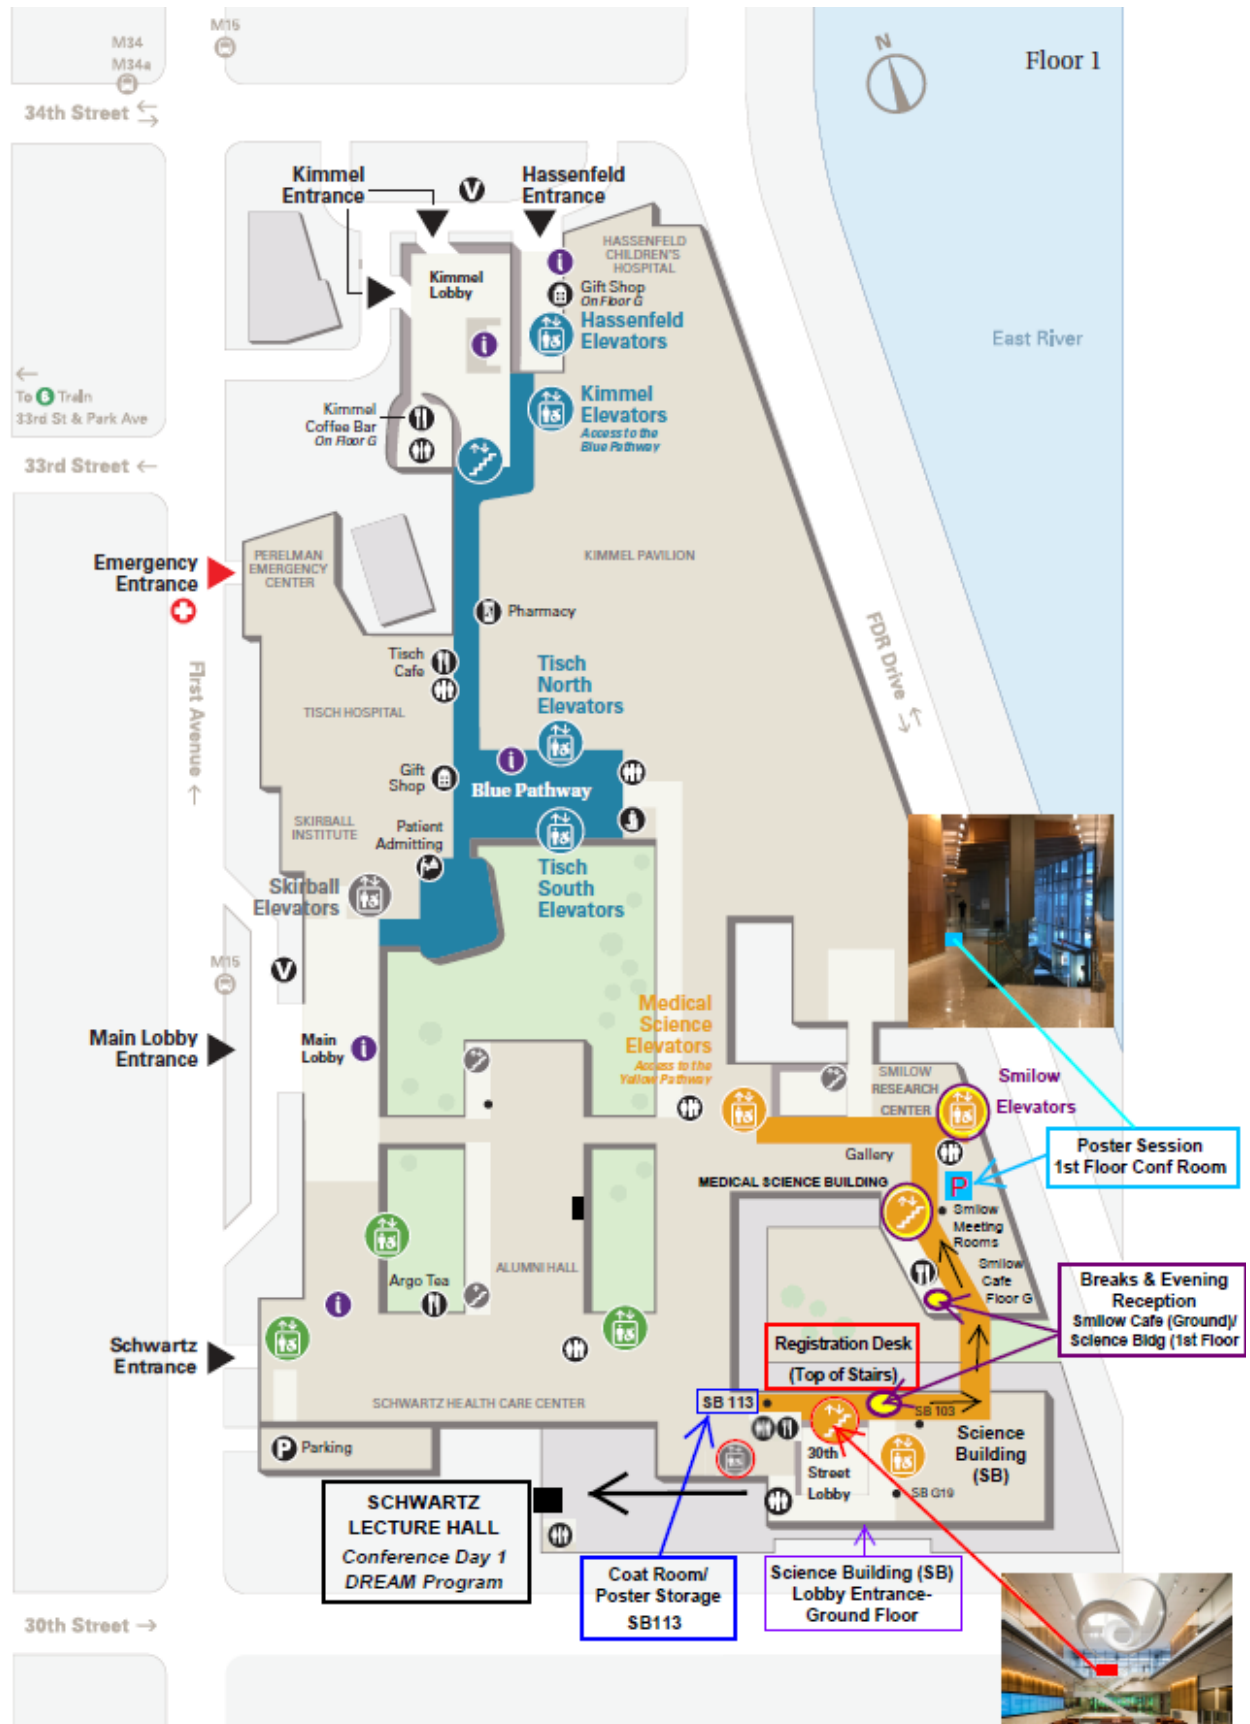 M15
M34
M34a
34th Street
N
Floor 1
Kimmel
Entrance
V
Hassenfeld
Entrance
HASSENFELD
CHILDREN'S
HOSPITAL
Kimmel
Lobby
i
Gift Shop
On Floor G
Hassenfeld
Elevators
i
East River
To 6 Train
33rd St & Park Ave
Kimmel
Coffee Bar
On Floor G
Kimmel
Elevators
Access to the
Blue Pathway
33rd Street
Emergency
Entrance
PERELMAN
EMERGENCY
CENTER
KIMMEL PAVILION
Pharmacy
FDR Drive
First Avenue
Tisch
Cafe
Tisch
North
Elevators
TISCH HOSPITAL
i
Gift
Shop
Blue Pathway
SKIRBALL
INSTITUTE
Patient
Admitting
Skirball
Elevators
Tisch
South
Elevators
M15
V
Main Lobby
Entrance
Main
Lobby
i
Medical
Science
Elevators
Access to the
Yellow Pathway
SMILOW
RESEARCH
CENTER
Smilow
Elevators
Gallery
Poster Session
1st Floor Conf Room
MEDICAL SCIENCE BUILDING
P
Smilow
Meeting
Rooms
Smilow
Cafe
Floor G
Argo Tea
ALUMNI HALL
i
Breaks & Evening
Reception
Smilow Cafe (Ground)/
Science Bldg (1st Floor
Schwartz
Entrance
Registration Desk
(Top of Stairs)
SCHWARTZ HEALTH CARE CENTER
SB 113
SB 103
Science
Building
(SB)
P Parking
30th
Street
Lobby
SB G19
SCHWARTZ
LECTURE HALL
Conference Day 1
DREAM Program
Coat Room/
Poster Storage
SB113
Science Building (SB)
Lobby Entrance-
Ground Floor
30th Street